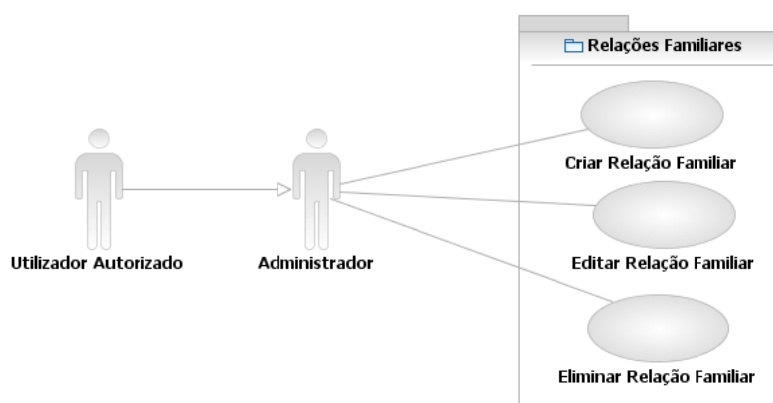 Relações Familiares
Criar Relação Familiar
Utilizador Autorizado
Administrador
Editar Relação Familiar
Eliminar Relação Familiar